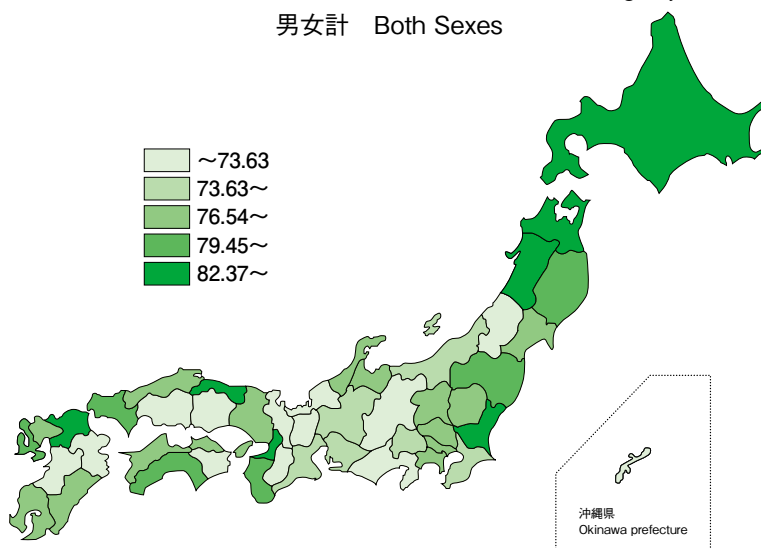 男女計 Both Sexes
～73.63
73.63～
76.54～
79.45～
82.37～
沖縄県
Okinawa prefecture